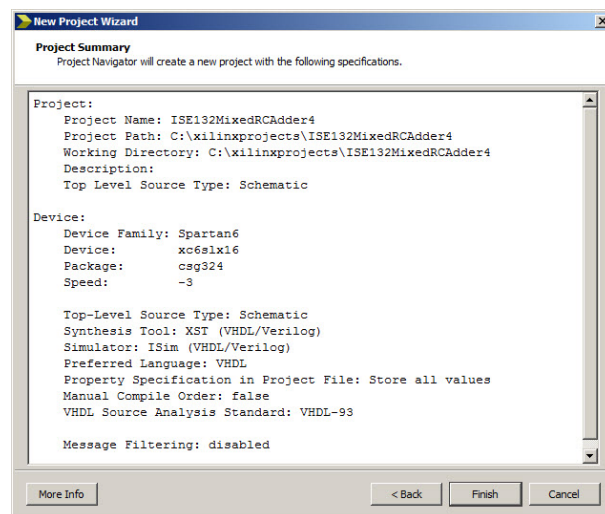 New Project Wizard
Project Summary
Project Navigator will create a new project with the following specifications.
Project:
Project Name: ISE132MixedRCAdder4
Project Path: C:\xilinxprojects\ISE132MixedRCAdder4
Working Directory: C:\xilinxprojects\ISE132MixedRCAdder4
Description:
Top Level Source Type: Schematic
Device:
Device Family: Spartan6
Device: xc6slx16
Package: csg324
Speed: -3
Top-Level Source Type: Schematic
Synthesis Tool: XST (VHDL/Verilog)
Simulator: ISim (VHDL/Verilog)
Preferred Language: VHDL
Property Specification in Project File: Store all values
Manual Compile Order: false
VHDL Source Analysis Standard: VHDL-93
Message Filtering: disabled
More Info < Back Finish Cancel